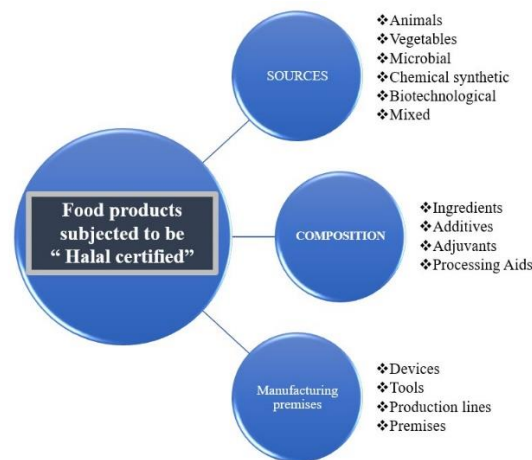 Food products
subjected to be
“ Halal certified”
SOURCES
❖Animals
❖Vegetables
❖Microbial
❖Chemical synthetic
❖Biotechnological
❖Mixed
COMPOSITION
❖Ingredients
❖Additives
❖Adjuvants
❖Processing Aids
Manufacturing
premises
❖Devices
❖Tools
❖Production lines
❖Premises